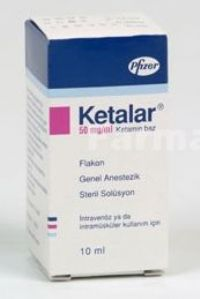 Pfizer
Ketalar®
50 mg/ml Ketamin baz
Flakon
Genel Anestezik
Steril Solüsyon
İntravenöz ya da
intramüsküler kullanım için
10 ml